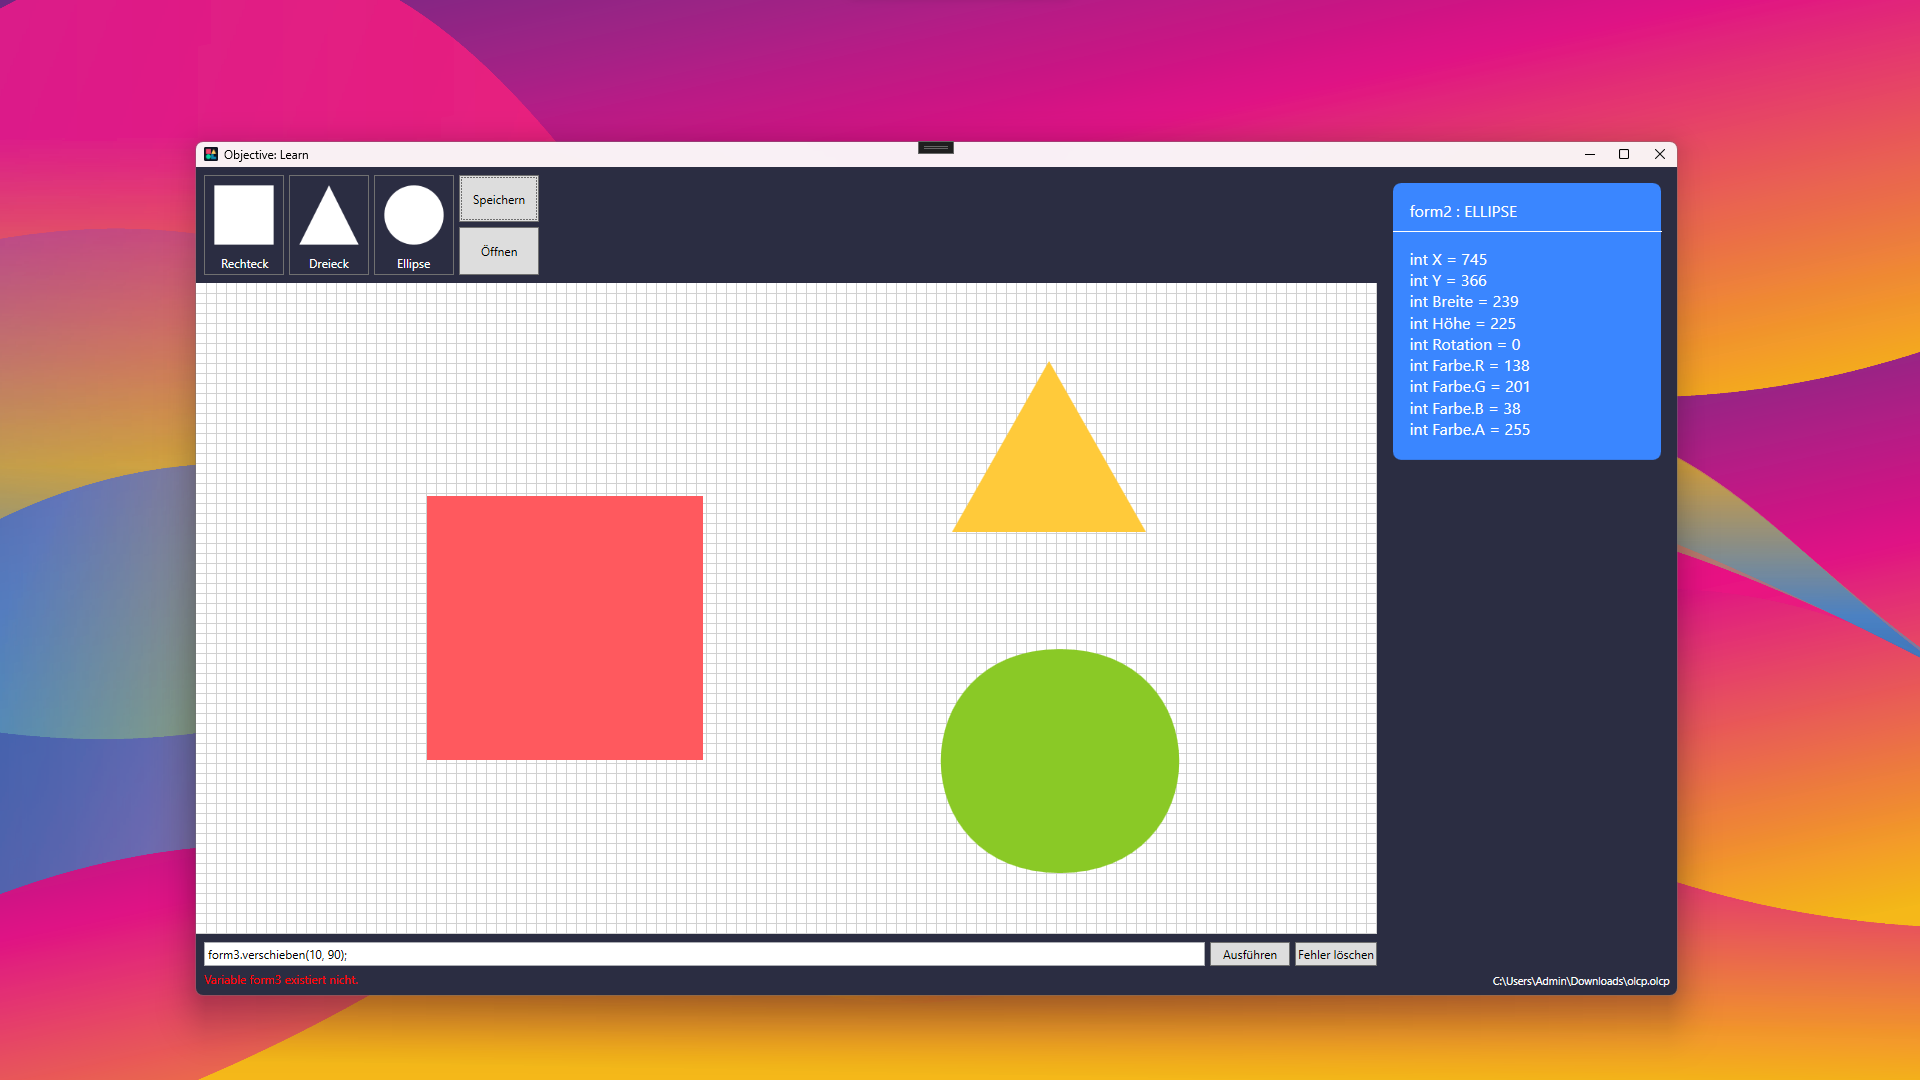 Objective: Learn
Rechteck
Dreieck
Ellipse
Speichern
Öffnen
form2 : ELLIPSE
int X = 745
int Y = 366
int Breite = 239
int Höhe = 225
int Rotation = 0
int Farbe.R = 138
int Farbe.G = 201
int Farbe.B = 38
int Farbe.A = 255
form3.verschieben(10, 90);
Ausführen
Fehler löschen
Variable form3 existiert nicht.
C:\Users\Admin\Downloads\olcp.olcp